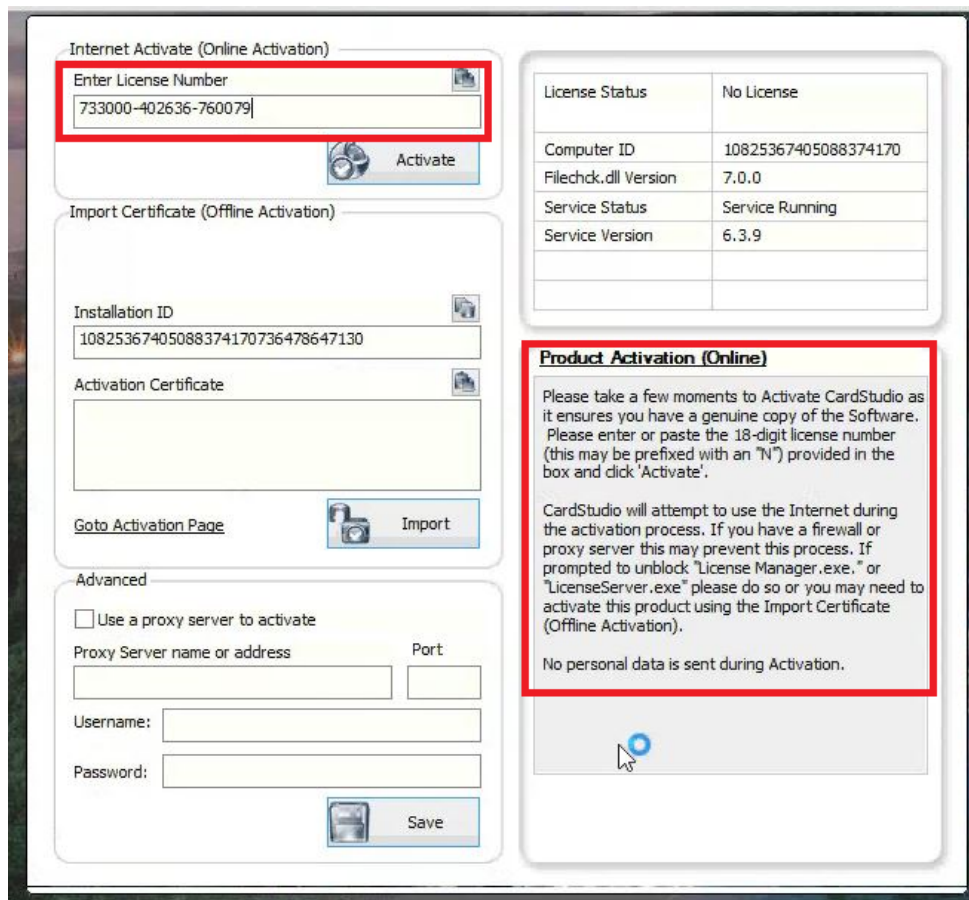 Internet Activate (Online Activation)
Enter License Number
733000-402636-760079
Activate
Import Certificate (Offline Activation)
Installation ID
10825367405088374170736478647130
Activation Certificate
Goto Activation Page
Import
Advanced
Use a proxy server to activate
Proxy Server name or address
Port
Username:
Password:
Save
License Status No License
Computer ID 10825367405088374170
Filechck.dll Version 7.0.0
Service Status Service Running
Service Version 6.3.9
Product Activation (Online)
Please take a few moments to Activate CardStudio as
it ensures you have a genuine copy of the Software.
Please enter or paste the 18-digit license number
(this may be prefixed with an "N") provided in the
box and click 'Activate'.
CardStudio will attempt to use the Internet during
the activation process. If you have a firewall or
proxy server this may prevent this process. If
prompted to unblock "License Manager.exe." or
"LicenseServer.exe" please do so or you may need to
activate this product using the Import Certificate
(Offline Activation).
No personal data is sent during Activation.